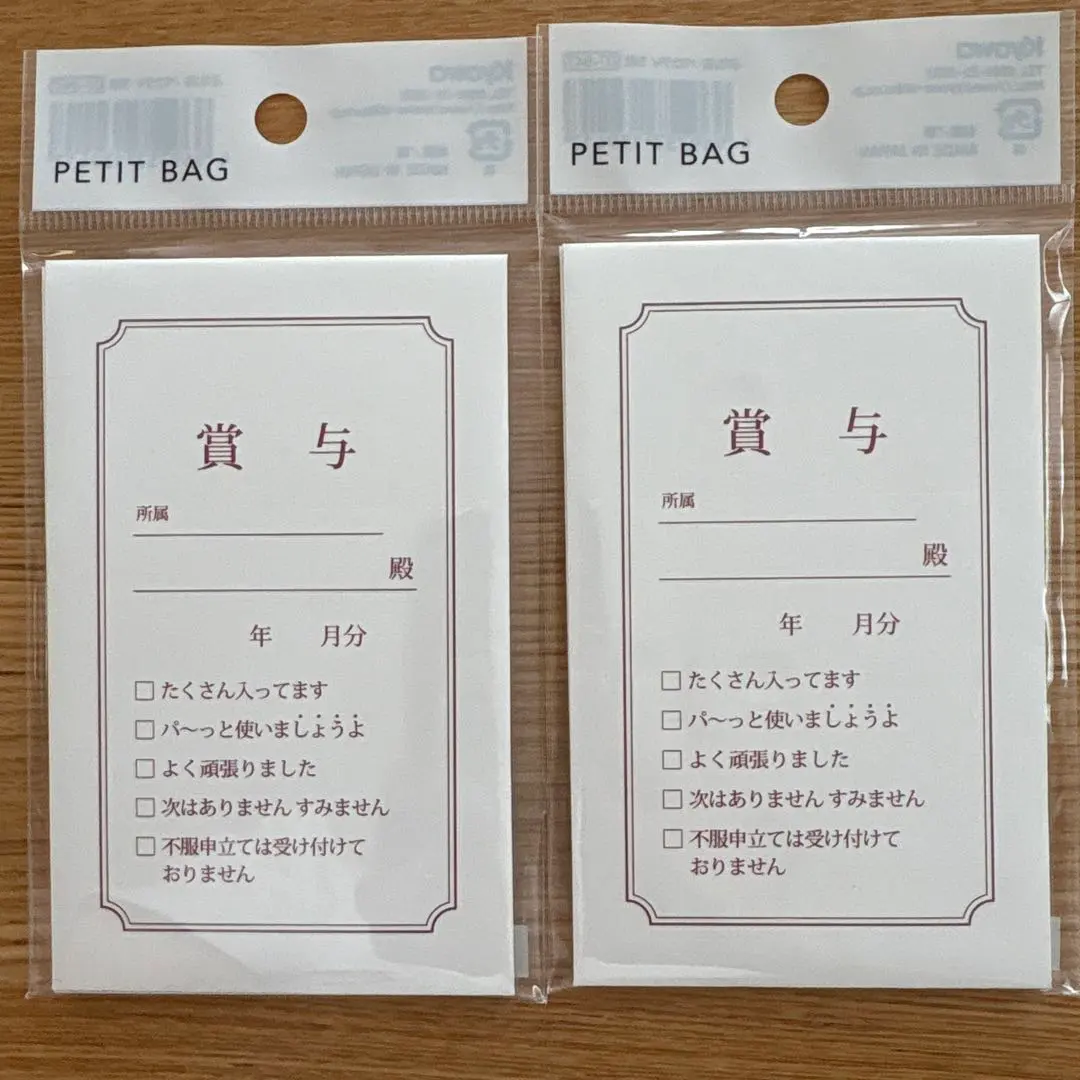 PETIT BAG
賞 与
所属
殿
年 月分
□ たくさん入ってます
□ パ〜っと使いましょうよ
□ よく頑張りました
□ 次はありません すみません
□ 不服申立ては受け付けて
おりません
PETIT BAG
Kyowa
MADE IN JAPAN
賞 与
所属
殿
年 月分
□ たくさん入ってます
□ パ〜っと使いましょうよ
□ よく頑張りました
□ 次はありません すみません
□ 不服申立ては受け付けて
おりません